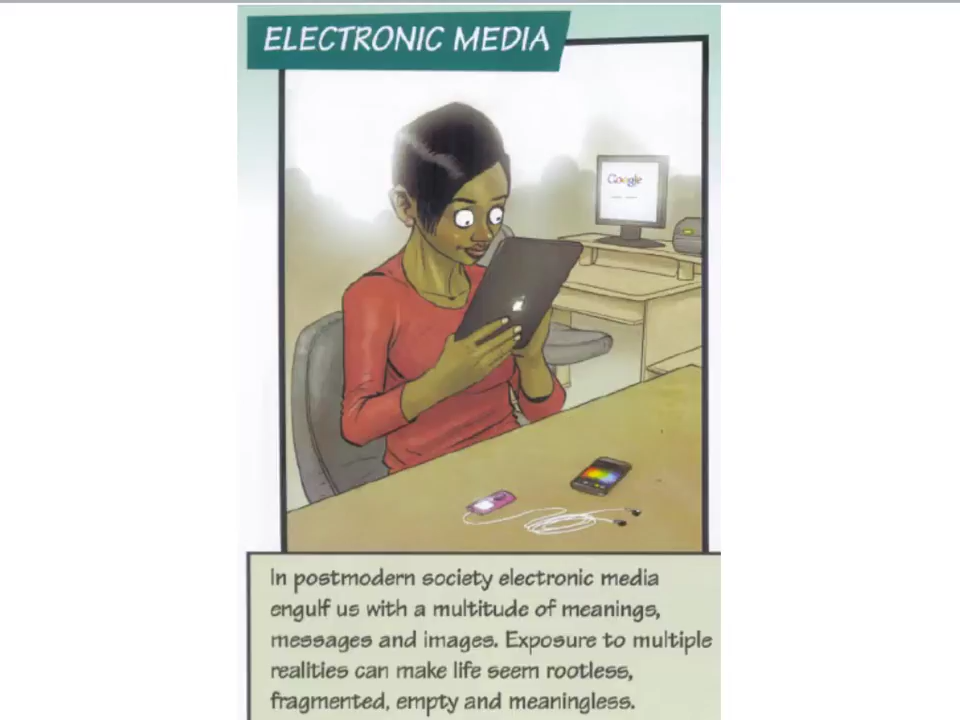 ELECTRONIC MEDIA
Google
In postmodern society electronic media
engulf us with a multitude of meanings,
messages and images. Exposure to multiple
realities can make life seem rootless,
fragmented, empty and meaningless.